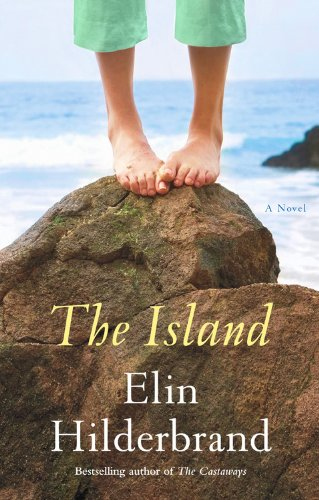 A Novel
The Island
Elin
Hilderbrand
Bestselling author of The Castaways